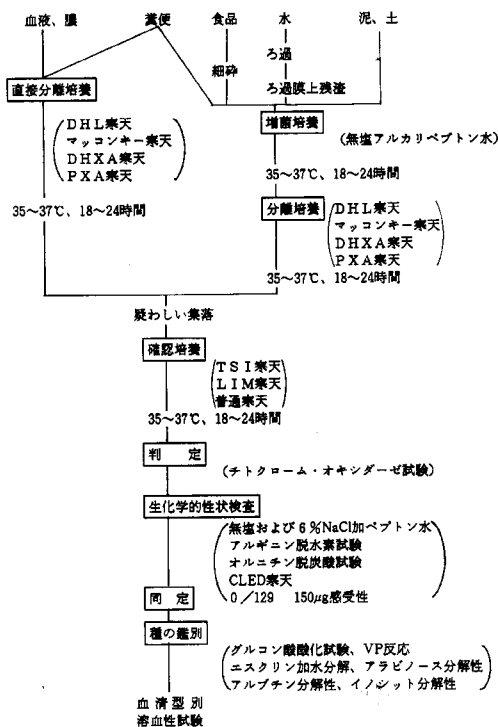 血液、膿
糞便
食品
水
泥、土
細砕
ろ過
ろ過膜上残渣
直接分離培養
DHL寒天
マッコンキー寒天
DHXA寒天
PXA寒天
35〜37℃、18〜24時間
増菌培養
(無塩アルカリペプトン水)
35〜37℃、18〜24時間
分離培養
DHL寒天
マッコンキー寒天
DHXA寒天
PXA寒天
35〜37℃、18〜24時間
疑わしい集落
確認培養
TSI寒天
LIM寒天
普通寒天
35〜37℃、18〜24時間
判 定
(チトクローム・オキシダーゼ試験)
生化学的性状検査
無塩および6%NaCl加ペプトン水
アルギニン脱水素試験
オルニチン脱炭酸試験
CLED寒天
0/129 150μg感受性
同 定
種の鑑別
グルコン酸酸化試験、VP反応
エスクリン加水分解、アラビノース分解性
アルブチン分解性、イノシット分解性
血清型別
溶血性試験